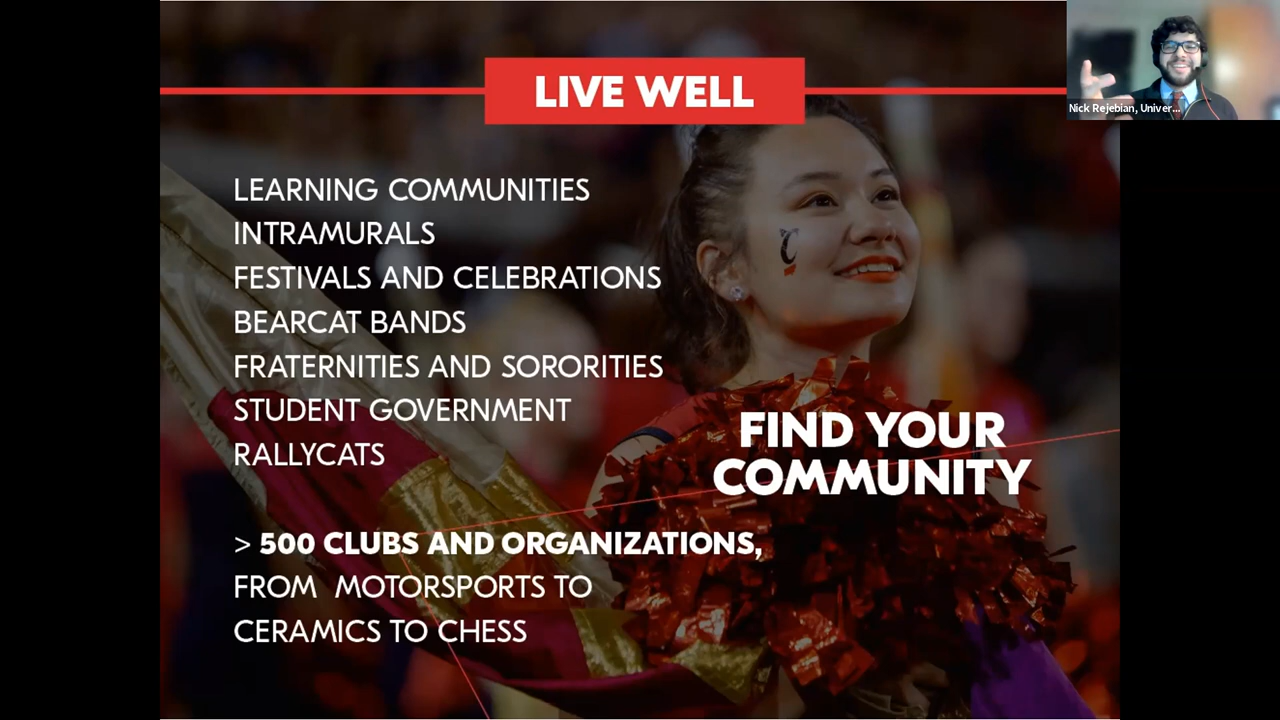 LIVE WELL
Nick Rejebian, Univer...
LEARNING COMMUNITIES
INTRAMURALS
FESTIVALS AND CELEBRATIONS
BEARCAT BANDS
FRATERNITIES AND SORORITIES
STUDENT GOVERNMENT
RALLYCATS
FIND YOUR
COMMUNITY
> 500 CLUBS AND ORGANIZATIONS,
FROM MOTORSPORTS TO
CERAMICS TO CHESS